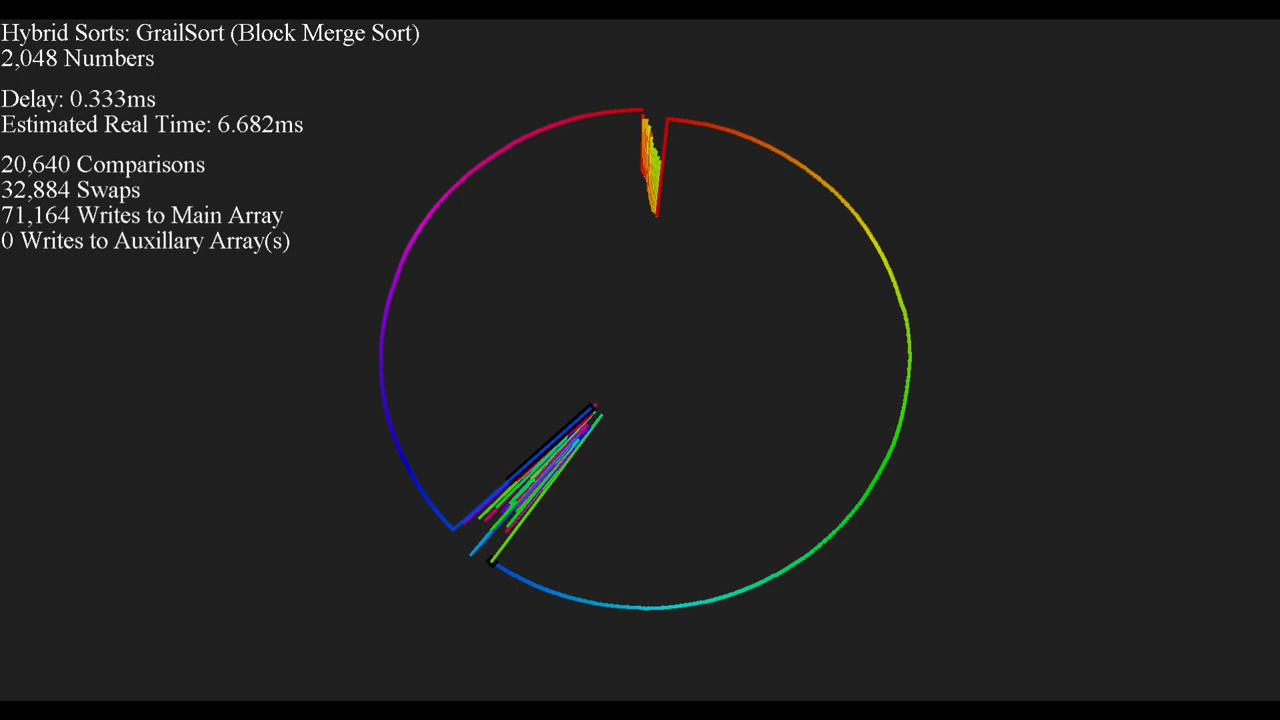 Hybrid Sorts: GrailSort (Block Merge Sort)
2,048 Numbers
Delay: 0.333ms
Estimated Real Time: 6.682ms
20,640 Comparisons
32,884 Swaps
71,164 Writes to Main Array
0 Writes to Auxillary Array(s)